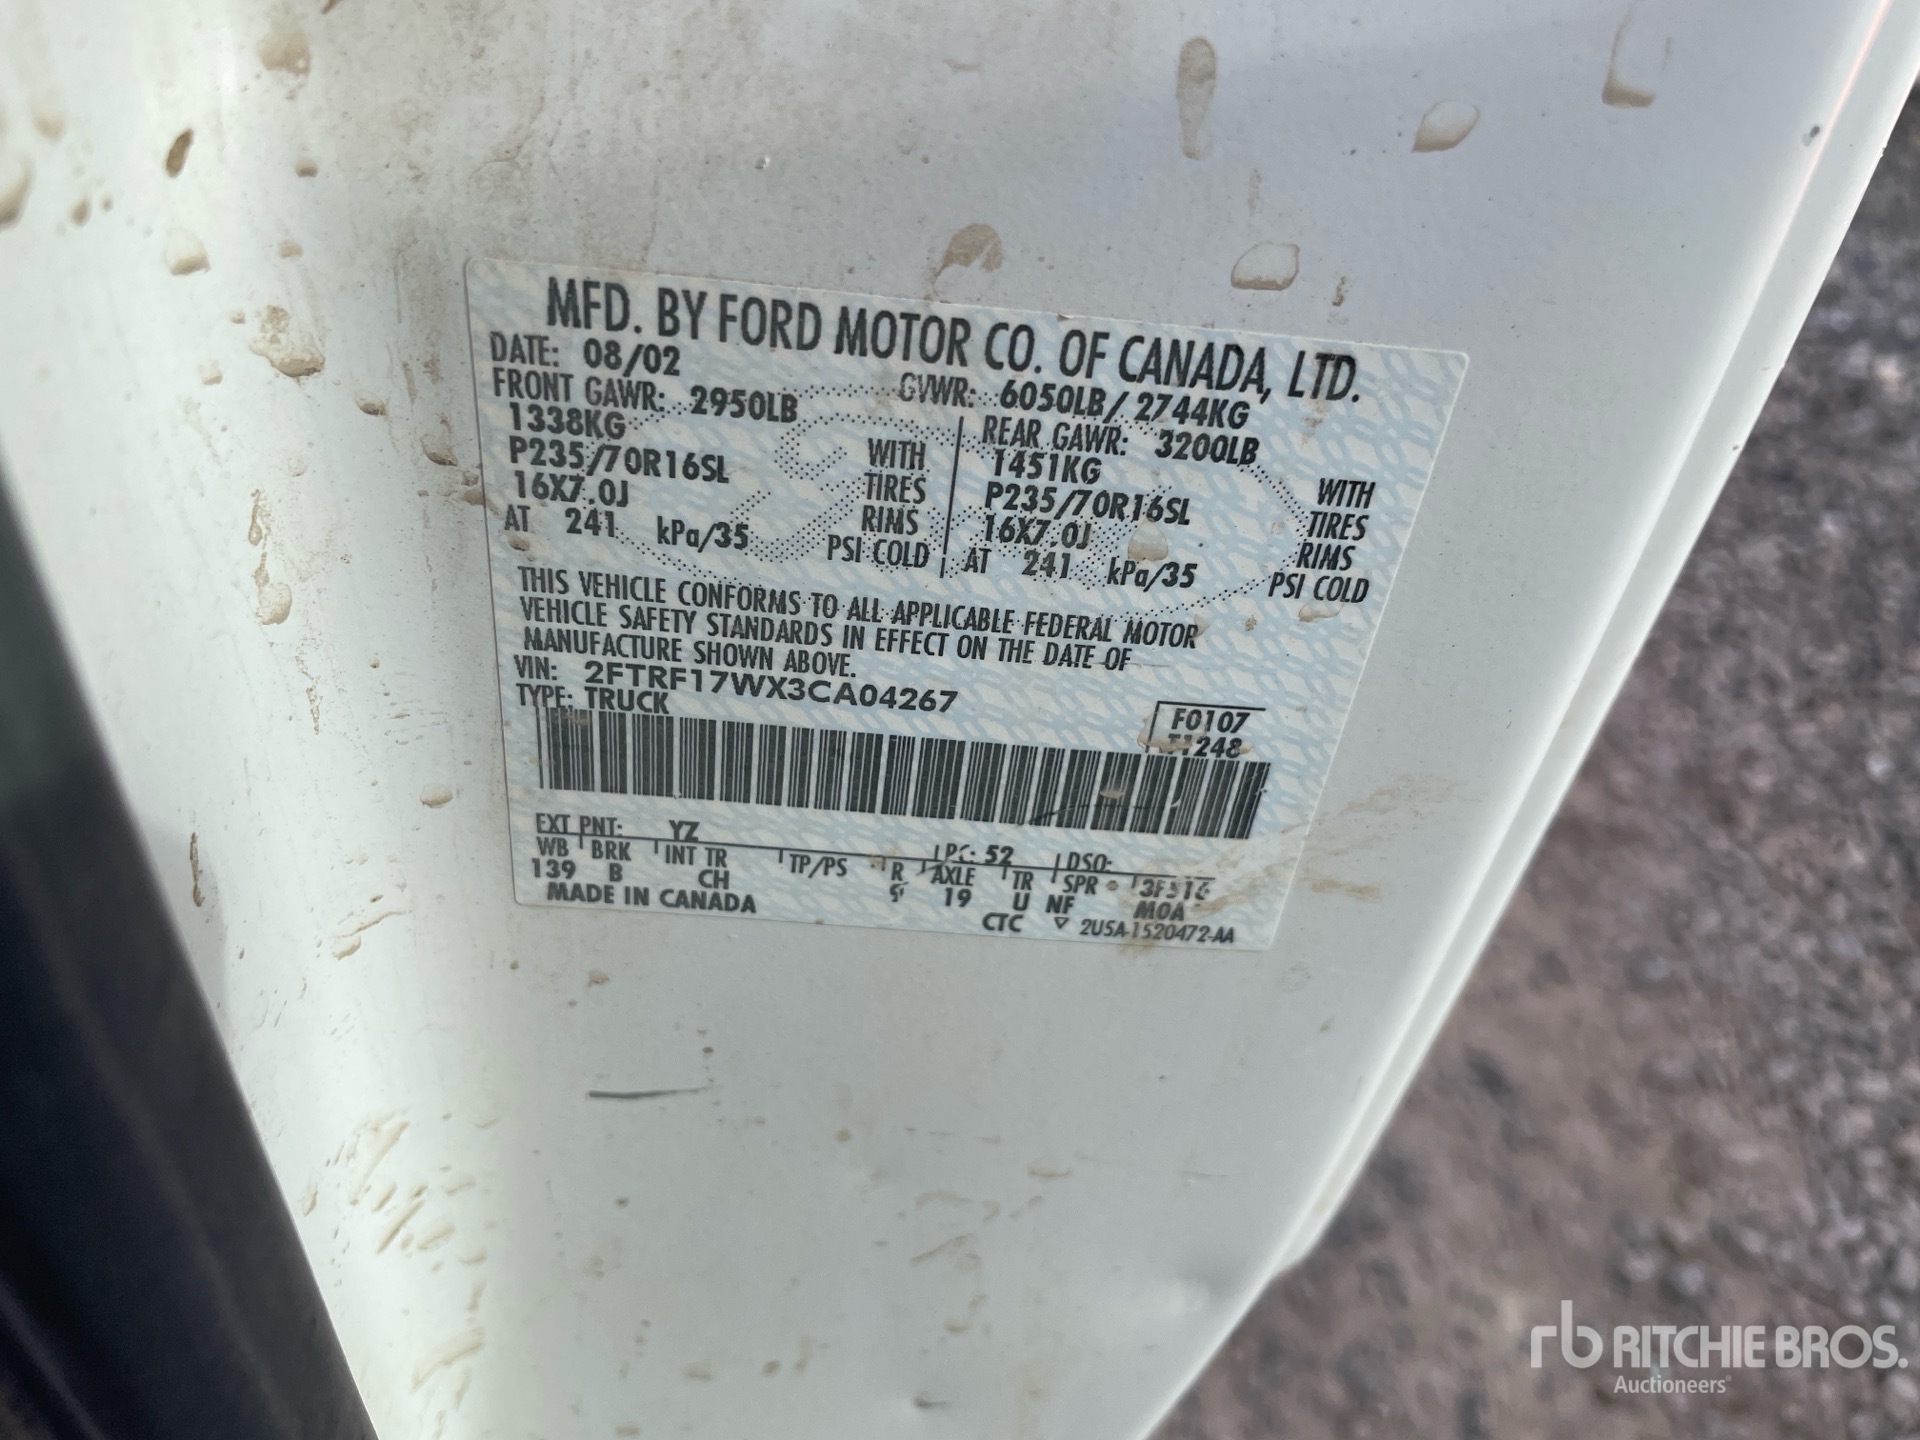 MFD. BY FORD MOTOR CO. OF CANADA, LTD.
DATE: 08/02 GVWR: 6050LB/ 2744KG
FRONT GAWR: 2950LB REAR GAWR: 3200LB
1338KG WITH 1451KG WITH
P235/70R16SL TIRES P235/70R16SL TIRES
16X7.0J RIMS 16X7.0J RIMS
AT 241 kPa/35 PSI COLD AT 241 kPa/35 PSI COLD
THIS VEHICLE CONFORMS TO ALL APPLICABLE FEDERAL MOTOR
VEHICLE SAFETY STANDARDS IN EFFECT ON THE DATE OF
MANUFACTURE SHOWN ABOVE.
VIN: 2FTRF17WX3CA04267
TYPE: TRUCK F0107
EXT PNT: YZ PC: 52 DSO:
WB BRK INT TR TP/PS R AXLE TR SPR
139 B CH 19 U NF M0A
MADE IN CANADA CTC ▽ 2U5A-1520472-AA
rb RITCHIE BROS.
Auctioneers